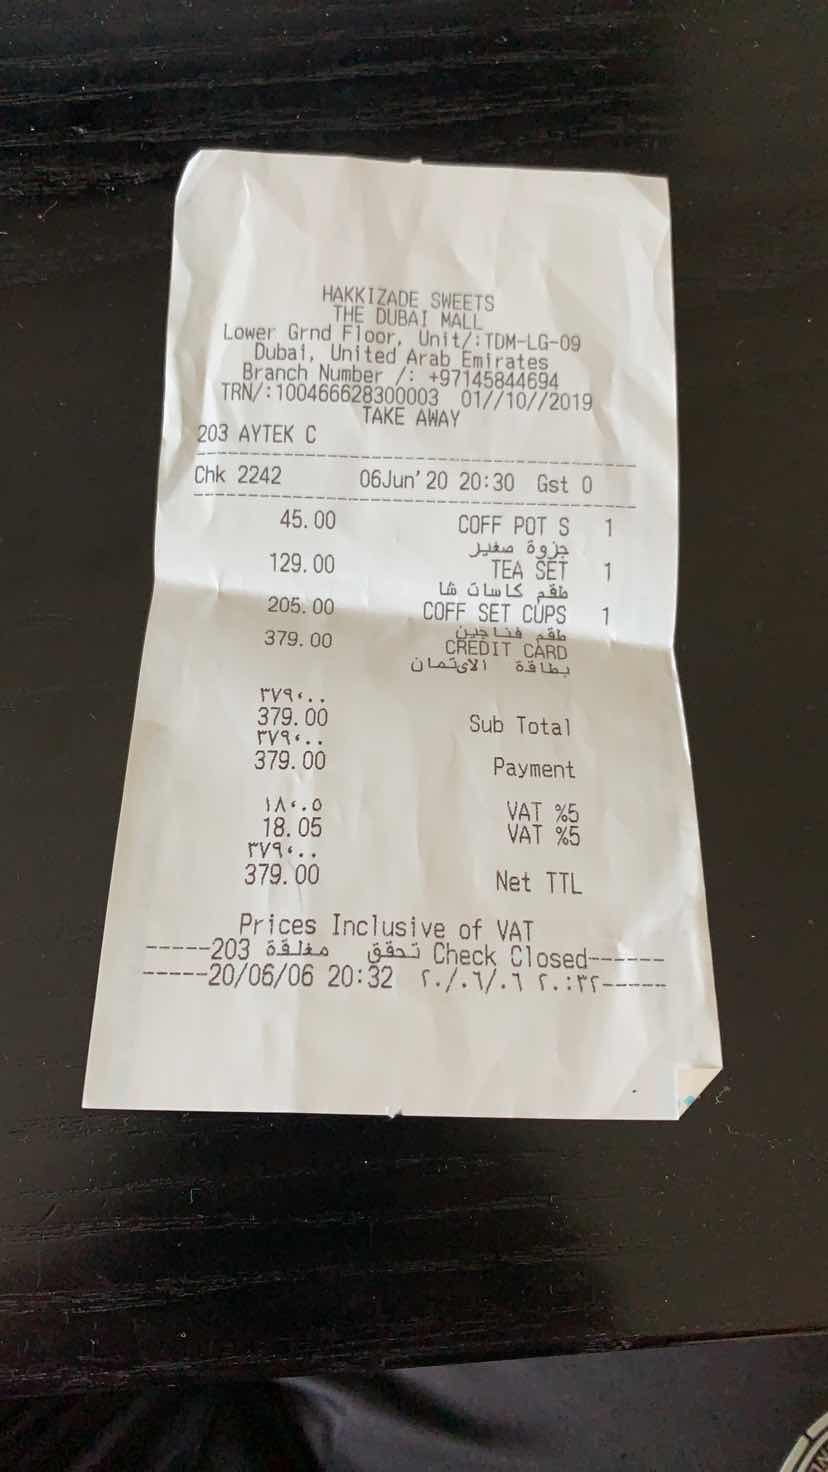 HAKKIZADE SWEETS
THE DUBAI MALL
Lower Grnd Floor, Unit/:TDM-LG-09
Dubai, United Arab Emirates
Branch Number /: +97145844694
TRN/:100466628300003 01//10//2019
TAKE AWAY
203 AYTEK C
Chk 2242 06Jun'20 20:30 Gst 0
45.00 COFF POT S 1
جزوة صغير
129.00 TEA SET 1
طقم كاسات شا
205.00 COFF SET CUPS 1
طقم فناجين
379.00 CREDIT CARD
بطاقة الائتمان
٣٧٩،٠٠
379.00 Sub Total
٣٧٩،٠٠
379.00 Payment
١٨،٠٥ VAT %5
18.05 VAT %5
٣٧٩،٠٠
379.00 Net TTL
Prices Inclusive of VAT
-----203 تحقق مغلقة Check Closed------
-----20/06/06 20:32 ٢٠/٠٦/٠٦ ٢٠:٣٢-----